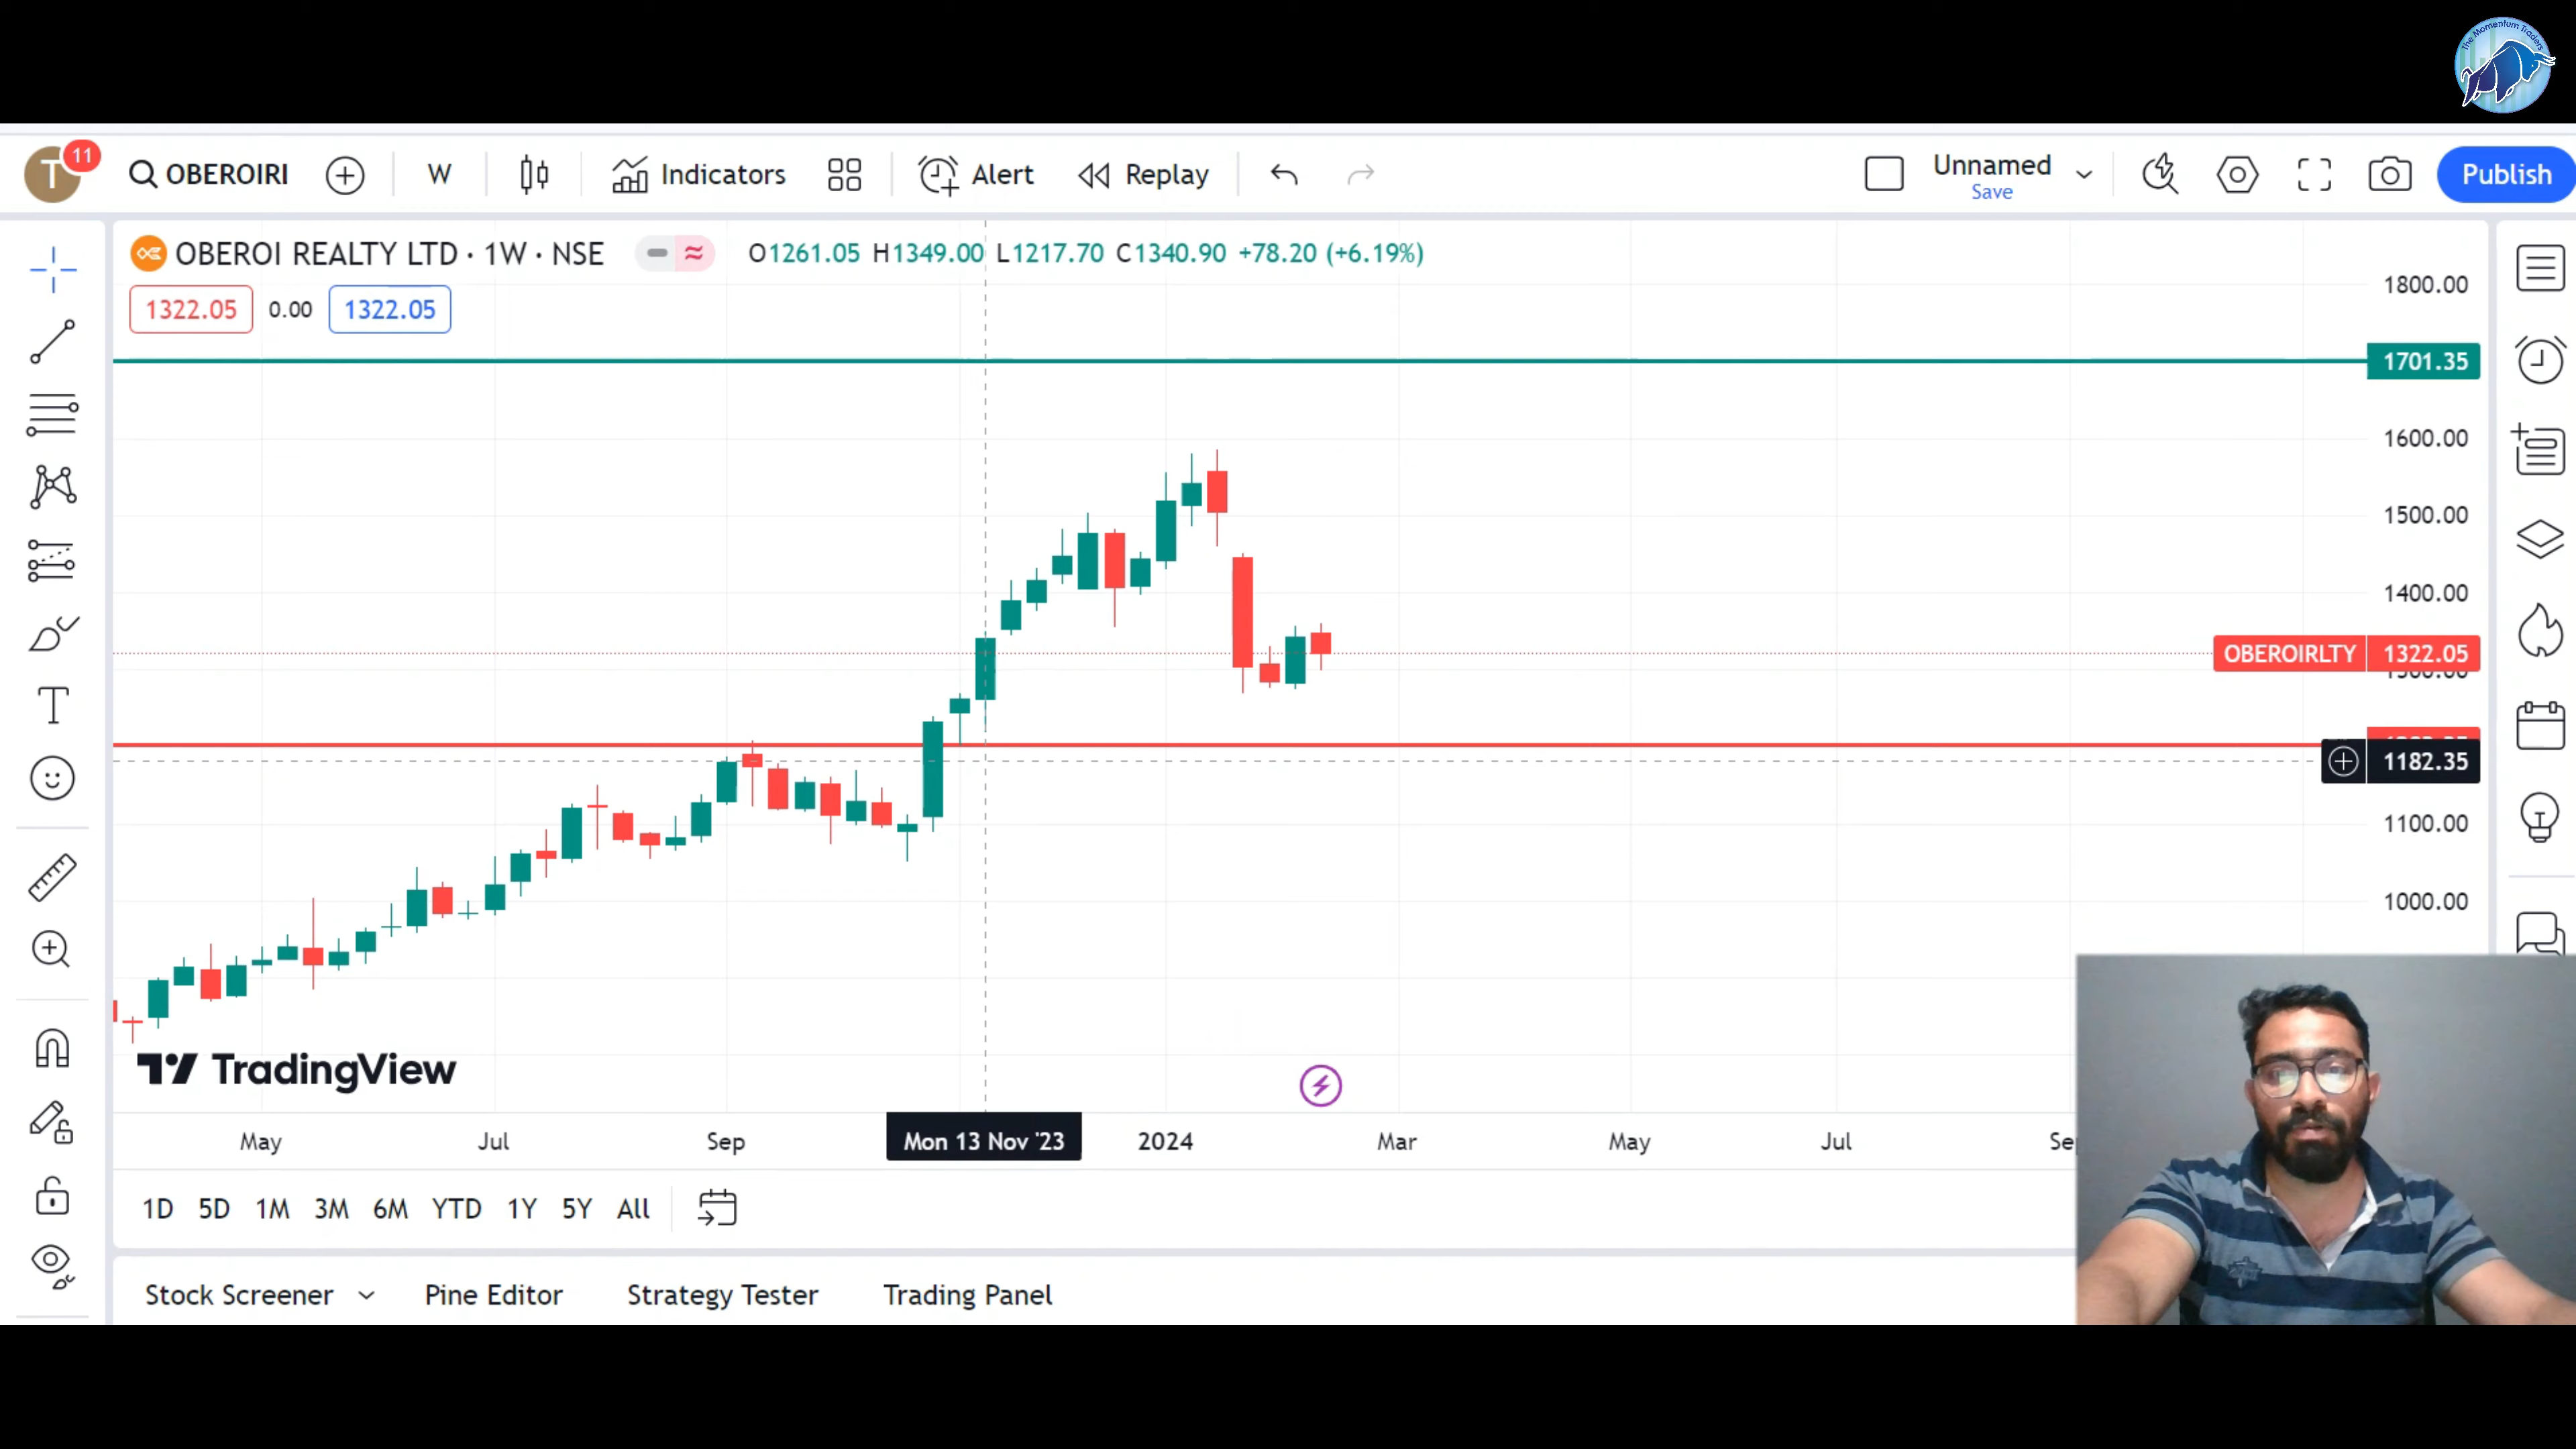 The Momentum Traders
T 11 OBEROIRI W Indicators Alert Replay Unnamed Publish
Save
OBEROI REALTY LTD · 1W · NSE O1261.05 H1349.00 L1217.70 C1340.90 +78.20 (+6.19%)
1322.05 0.00 1322.05
1800.00
1701.35
1600.00
1500.00
1400.00
OBEROIRLTY 1322.05
1182.35
1100.00
1000.00
TradingView
May Jul Sep Mon 13 Nov '23 2024 Mar May Jul
1D 5D 1M 3M 6M YTD 1Y 5Y All
Stock Screener Pine Editor Strategy Tester Trading Panel